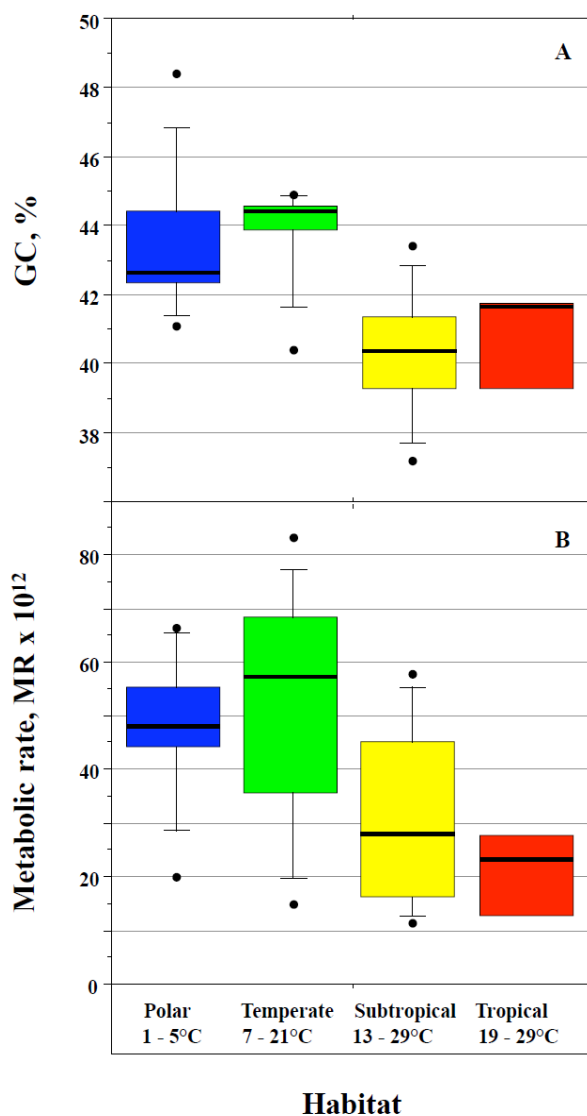 A
50
48
46
44
42
40
38
GC, %
B
80
60
40
20
0
Metabolic rate, MR x 10¹²
Polar Temperate Subtropical Tropical
1 - 5°C 7 - 21°C 13 - 29°C 19 - 29°C
Habitat